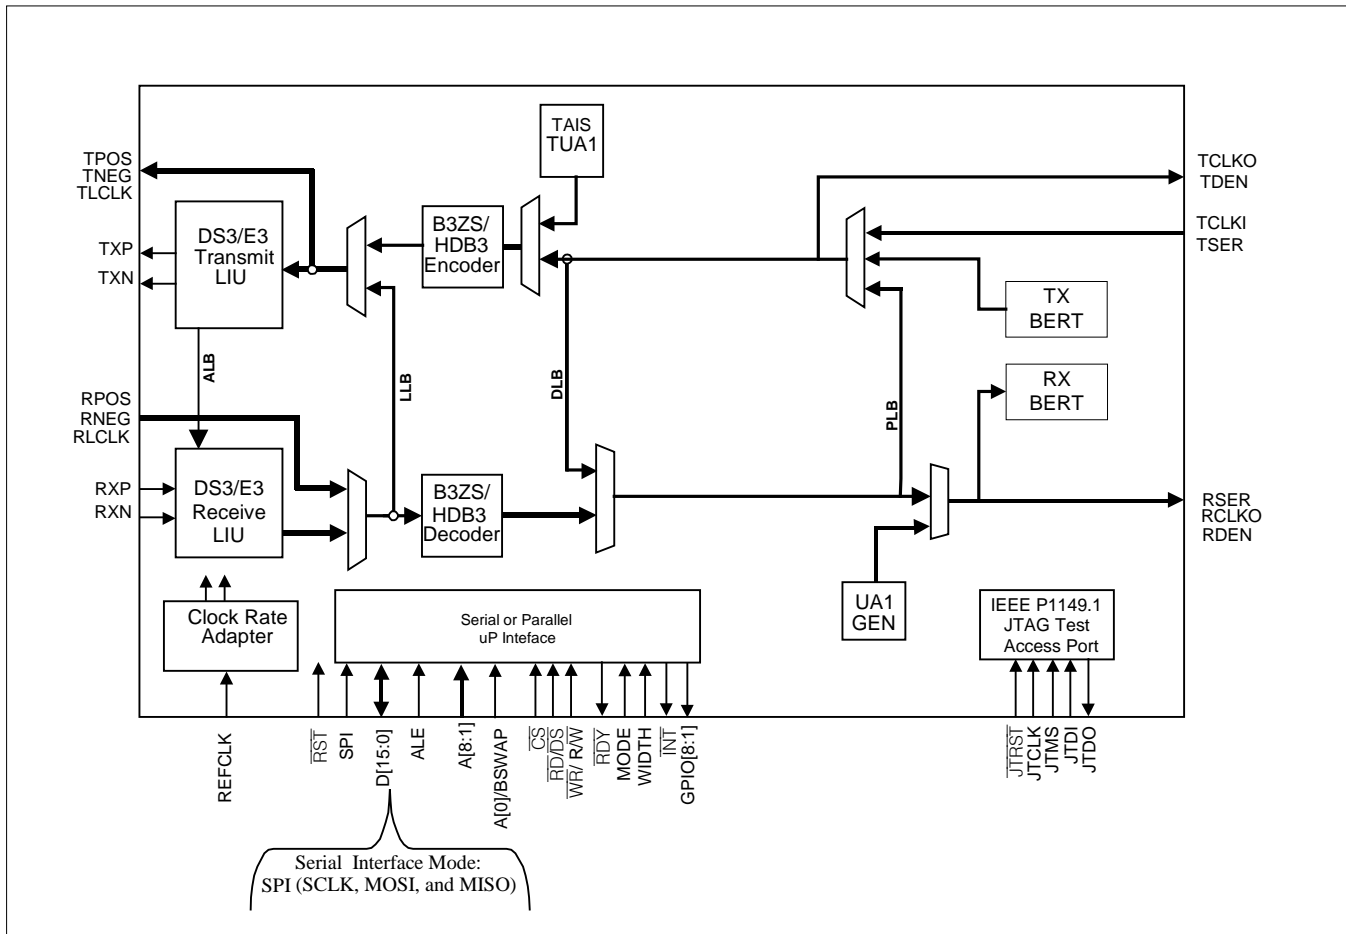 TAIS
TUA1
TPOS
TNEG
TLCLK
TCLKO
TDEN
TCLKI
TSER
DS3/E3
Transmit
LIU
B3ZS/
HDB3
Encoder
TXP
TXN
TX
BERT
ALB
LLB
DLB
PLB
RX
BERT
RPOS
RNEG
RLCLK
RXP
RXN
DS3/E3
Receive
LIU
B3ZS/
HDB3
Decoder
RSER
RCLKO
RDEN
Clock Rate
Adapter
Serial or Parallel
uP Inteface
UA1
GEN
IEEE P1149.1
JTAG Test
Access Port
REFCLK
RST
SPI
D[15:0]
ALE
A[8:1]
A[0]/BSWAP
CS
RD/DS
WR/ R/W
RDY
MODE
WIDTH
INT
GPIO[8:1]
JTRST
JTCLK
JTMS
JTDI
JTDO
Serial Interface Mode:
SPI (SCLK, MOSI, and MISO)